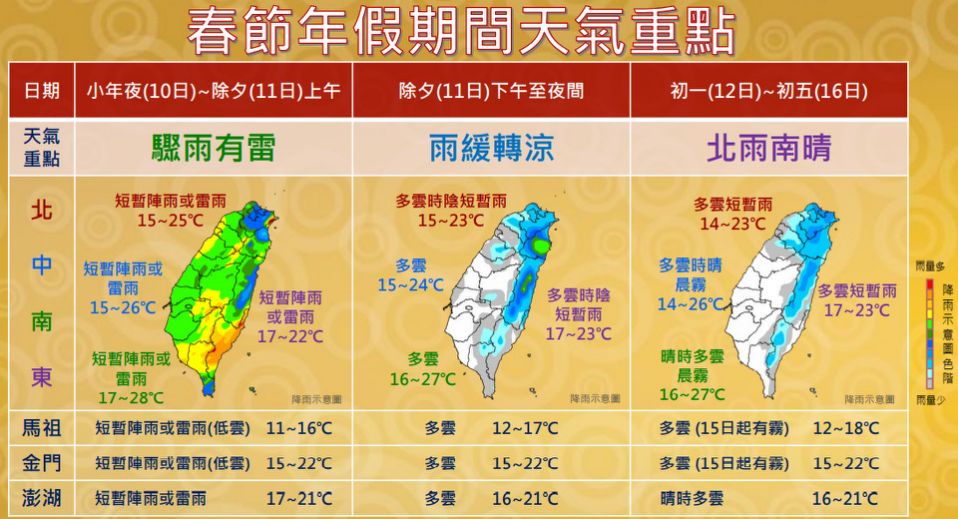 春節年假期間天氣重點
日期
小年夜(10日)~除夕(11日)上午
除夕(11日)下午至夜間
初一(12日)~初五(16日)
天氣
重點
驟雨有雷
雨緩轉涼
北雨南晴
北
中
南
東
短暫陣雨或雷雨
15~25℃
短暫陣雨或
雷雨
15~26℃
短暫陣雨
或雷雨
17~22℃
短暫陣雨或
雷雨
17~28℃
降雨示意圖
多雲時陰短暫雨
15~23℃
多雲
15~24℃
多雲時陰
短暫雨
17~23℃
多雲
16~27℃
降雨示意圖
多雲短暫雨
14~23℃
多雲時晴
晨霧
14~26℃
多雲短暫雨
17~23℃
晴時多雲
晨霧
16~27℃
降雨示意圖
雨量多
降雨示意圖色階
雨量少
馬祖
短暫陣雨或雷雨(低雲) 11~16℃
多雲 12~17℃
多雲 (15日起有霧) 12~18℃
金門
短暫陣雨或雷雨(低雲) 15~22℃
多雲 15~22℃
多雲 (15日起有霧) 15~22℃
澎湖
短暫陣雨或雷雨 17~21℃
多雲 16~21℃
晴時多雲 16~21℃